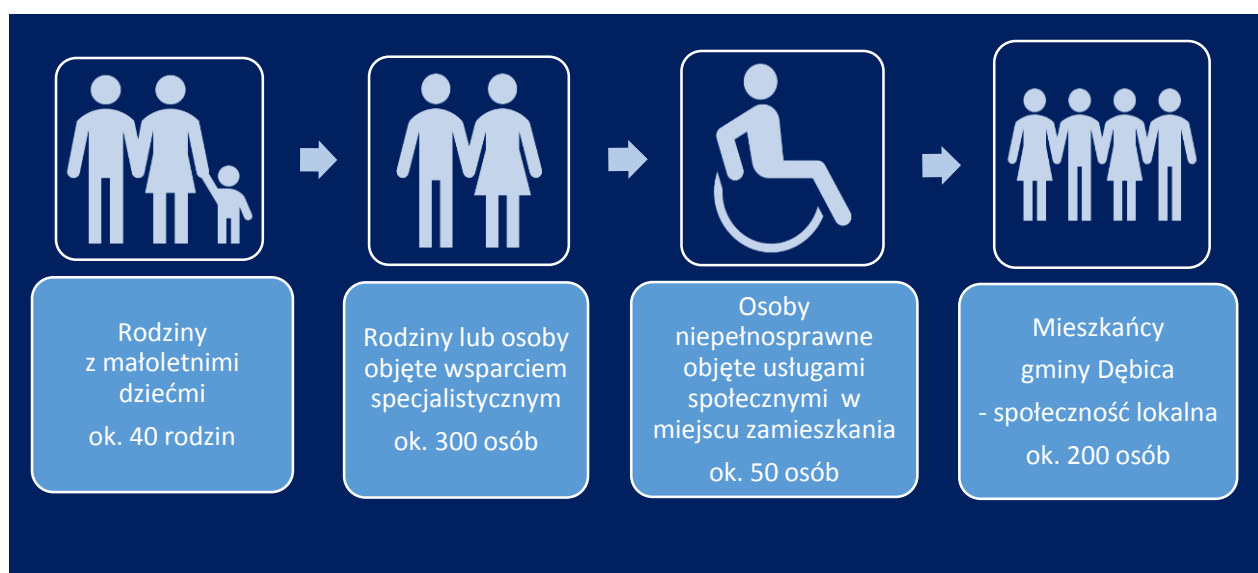 Rodziny
z małoletnimi
dziećmi
ok. 40 rodzin
Rodziny lub osoby
objęte wsparciem
specjalistycznym
ok. 300 osób
Osoby
niepełnosprawne
objęte usługami
społecznymi  w
miejscu zamieszkania
ok. 50 osób
Mieszkańcy
gminy Dębica
- społeczność lokalna
ok. 200 osób